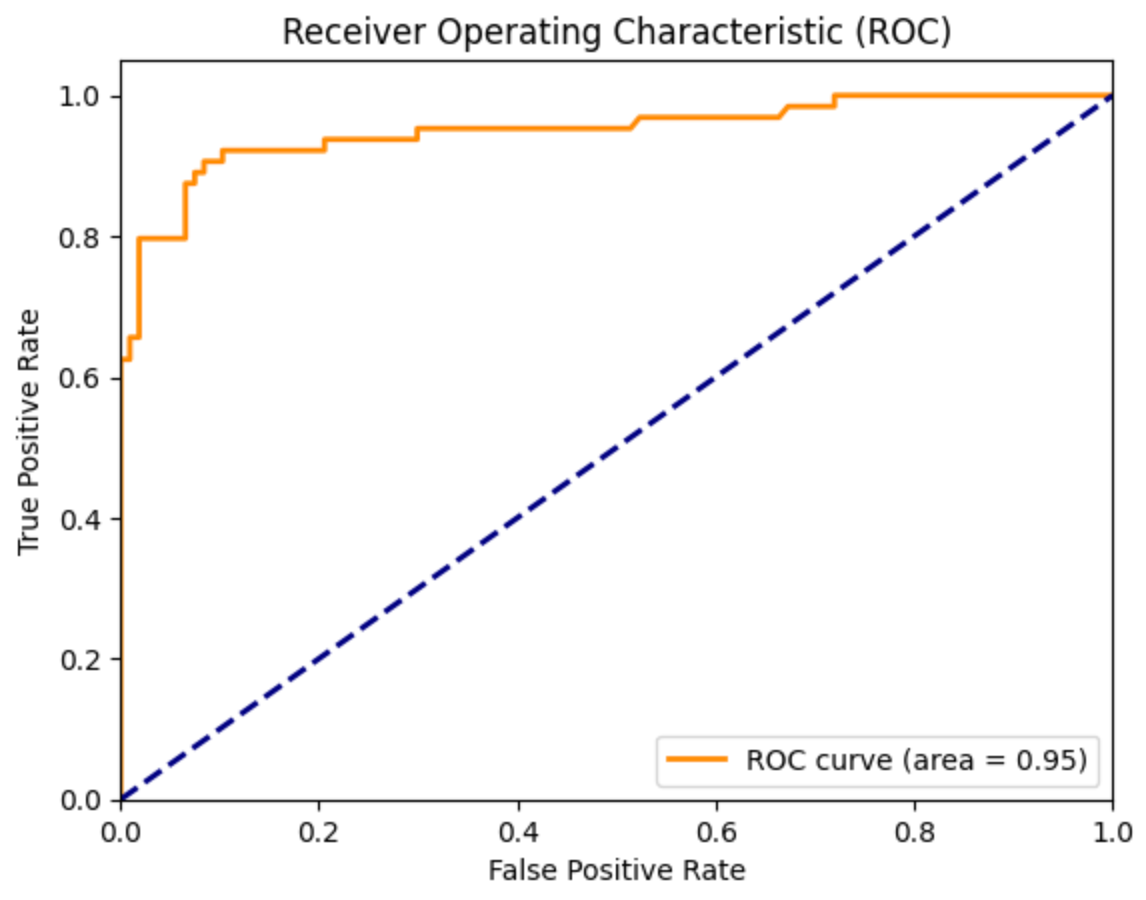 Receiver Operating Characteristic (ROC)
1.0
0.8
0.6
0.4
0.2
0.0
True Positive Rate
ROC curve (area = 0.95)
0.0 0.2 0.4 0.6 0.8 1.0
False Positive Rate